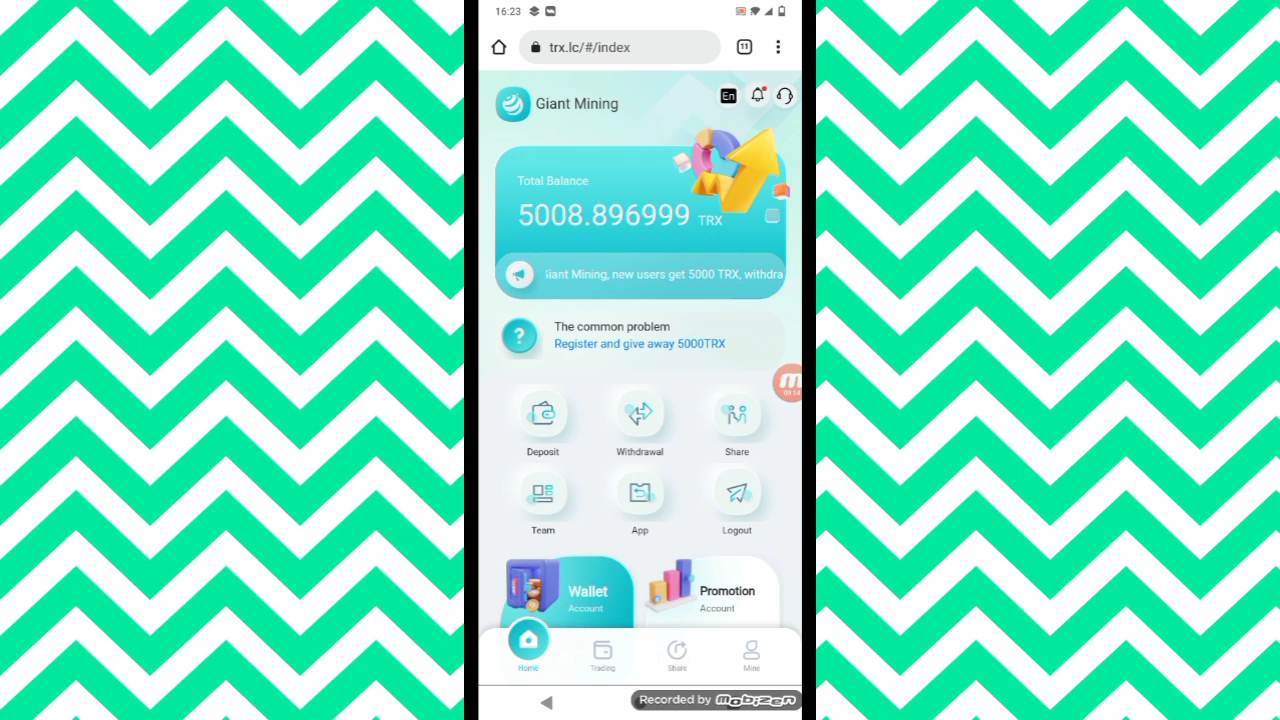 16:23
trx.lc/#/index
11
Giant Mining
En
Total Balance
5008.896999 TRX
iant Mining, new users get 5000 TRX, withdra
The common problem
Register and give away 5000TRX
Deposit
Withdrawal
Share
Team
App
Logout
Wallet
Account
Promotion
Account
Home
Trading
Share
Mine
Recorded by mobizen